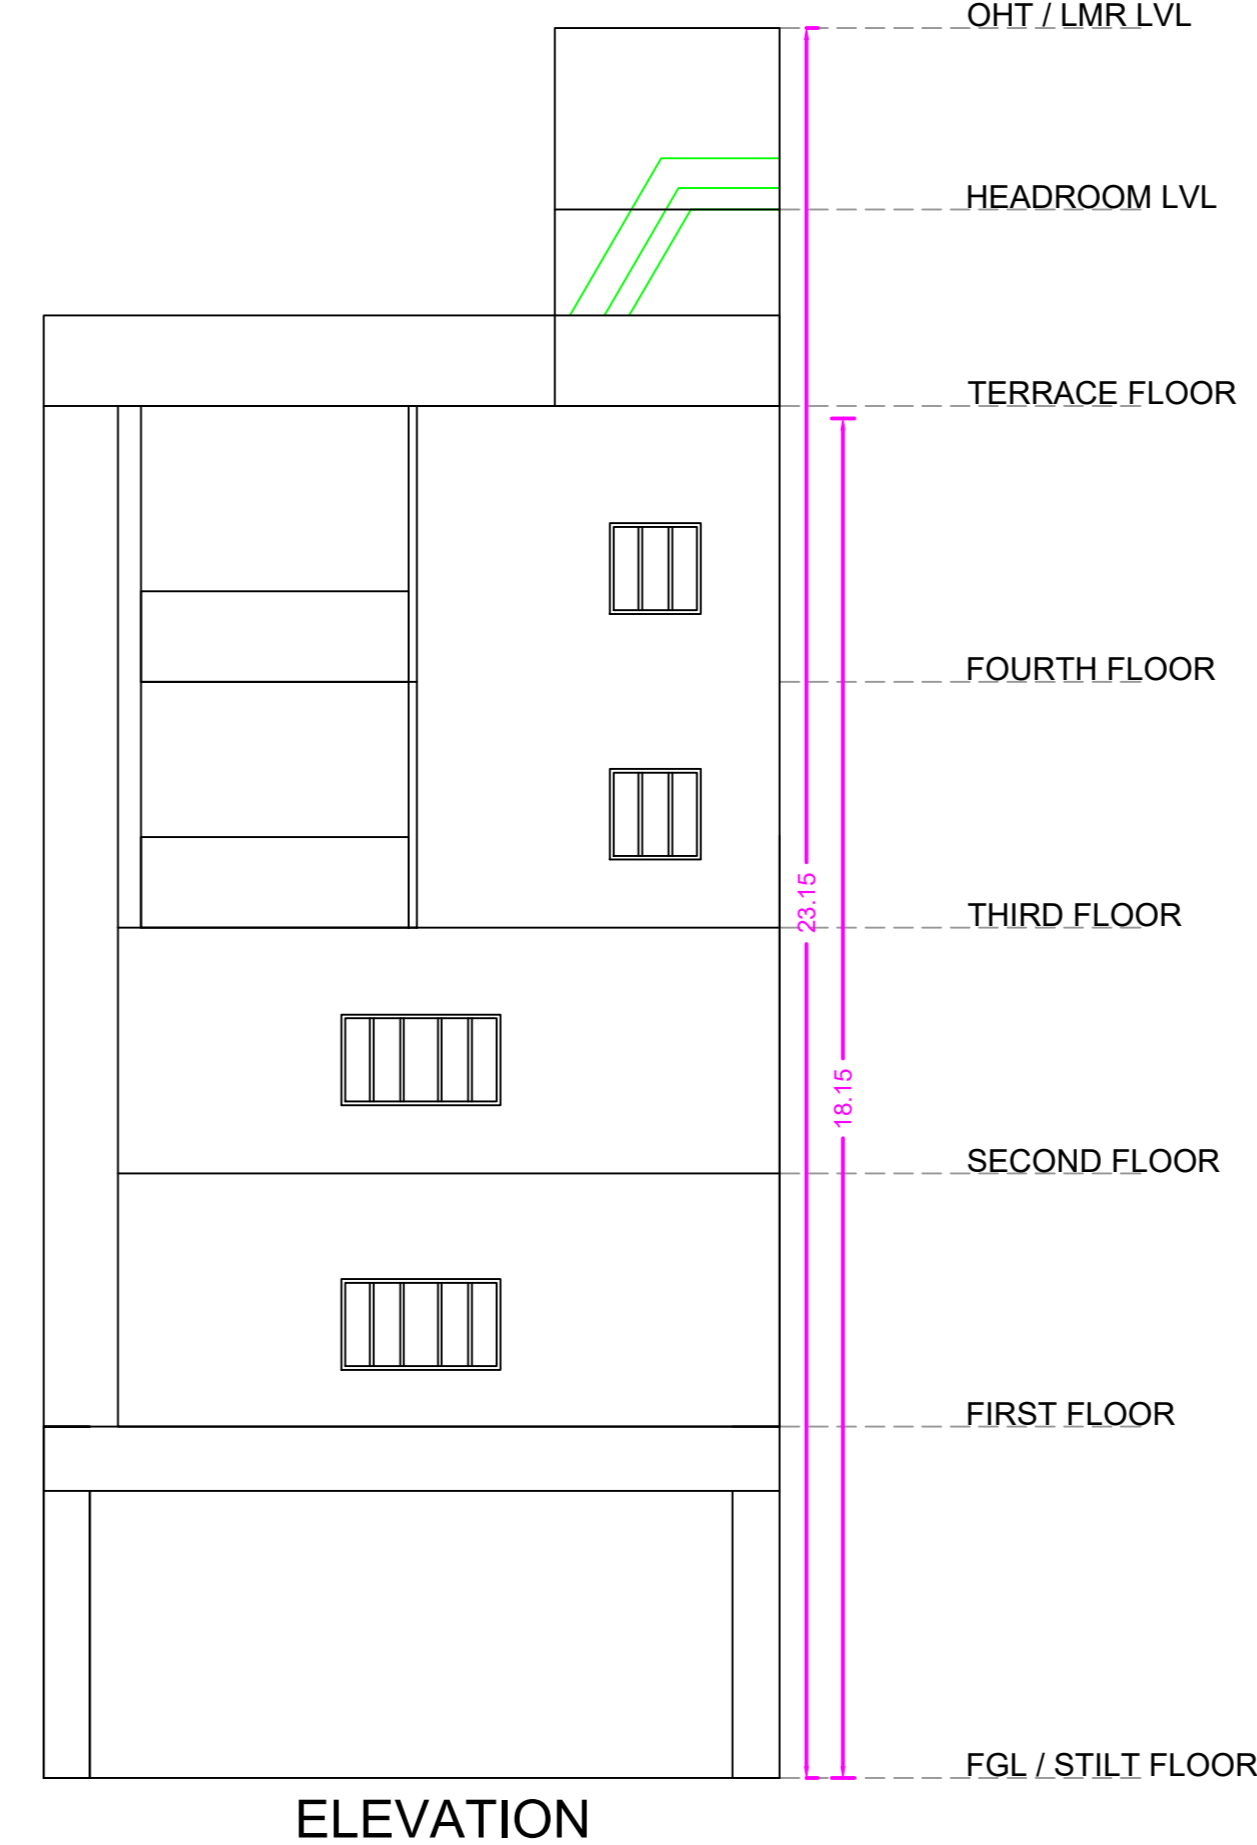 OHT / LMR LVL
HEADROOM LVL
TERRACE FLOOR
FOURTH FLOOR
23.15
THIRD FLOOR
18.15
SECOND FLOOR
FIRST FLOOR
FGL / STILT FLOOR
ELEVATION